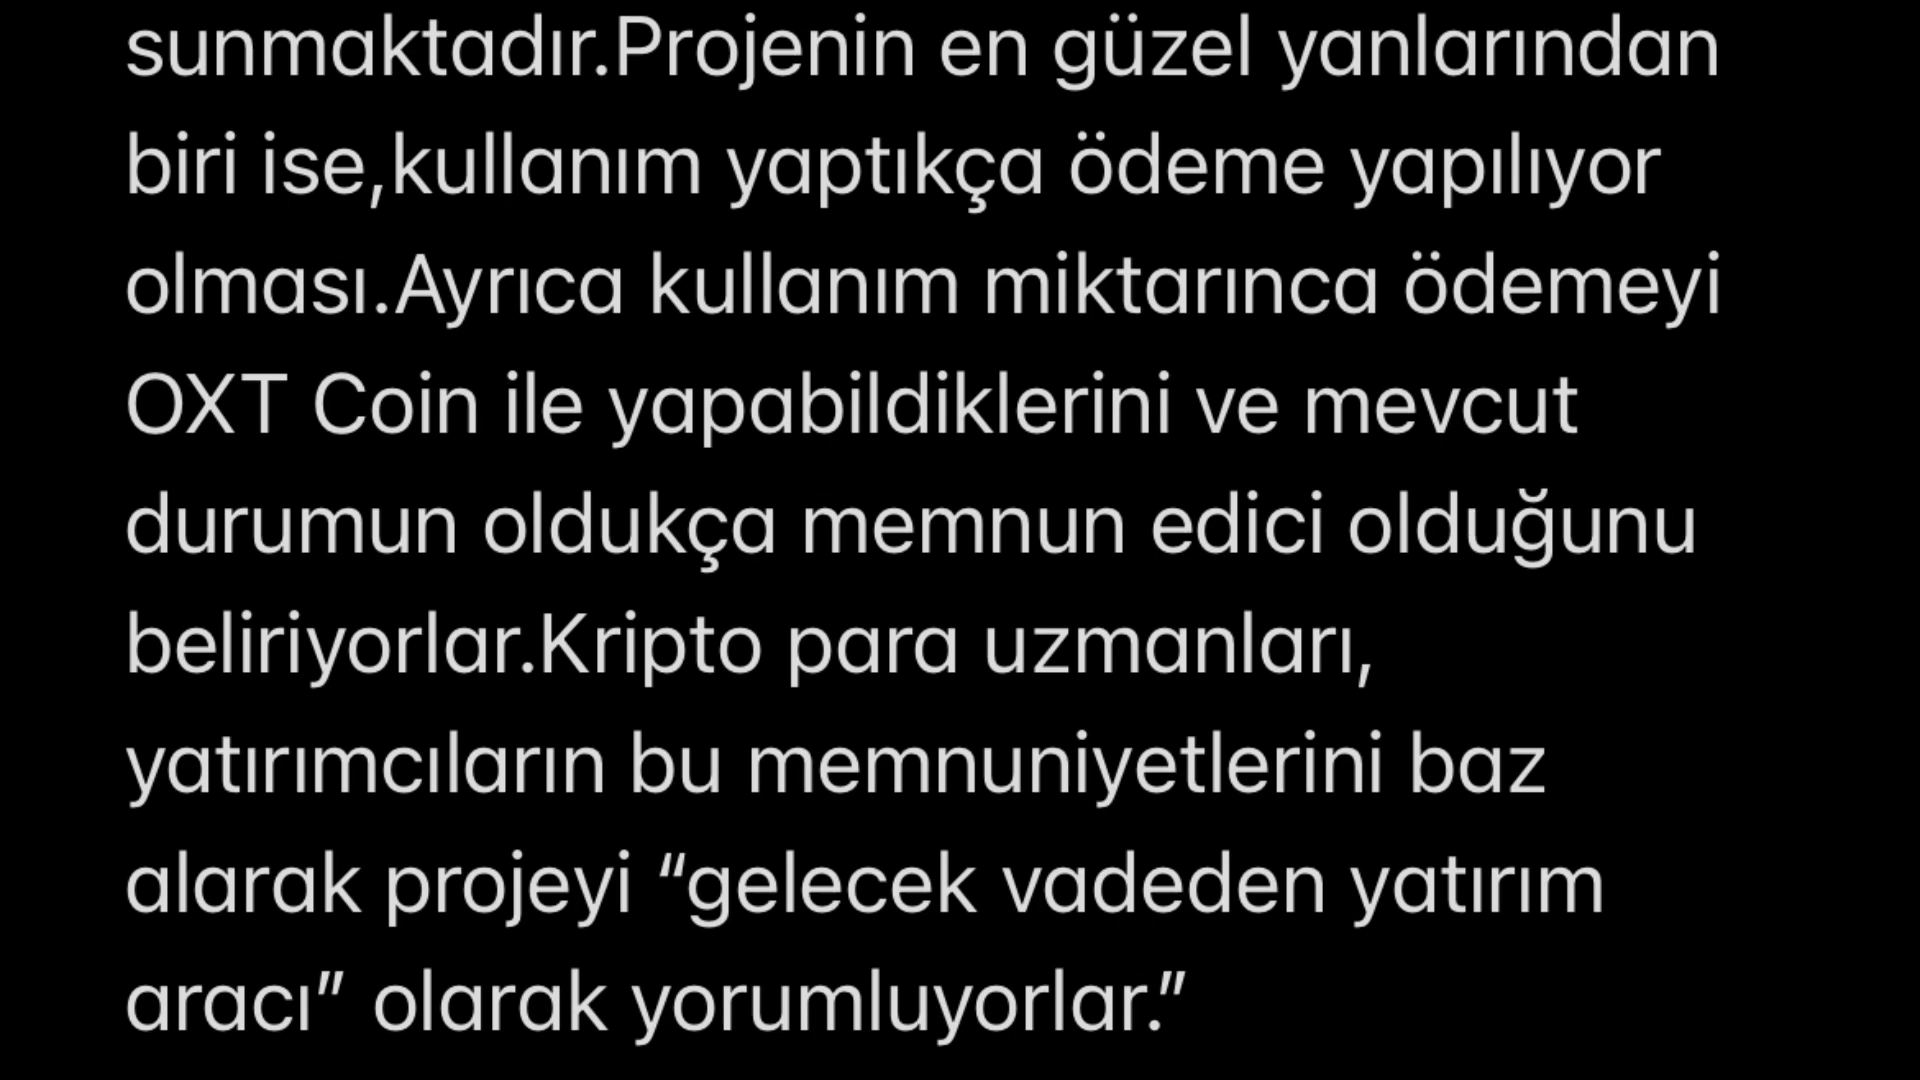 sunmaktadır.Projenin en güzel yanlarından
biri ise,kullanım yaptıkça ödeme yapılıyor
olması.Ayrıca kullanım miktarınca ödemeyi
OXT Coin ile yapabildiklerini ve mevcut
durumun oldukça memnun edici olduğunu
beliriyorlar.Kripto para uzmanları,
yatırımcıların bu memnuniyetlerini baz
alarak projeyi “gelecek vadeden yatırım
aracı” olarak yorumluyorlar.”